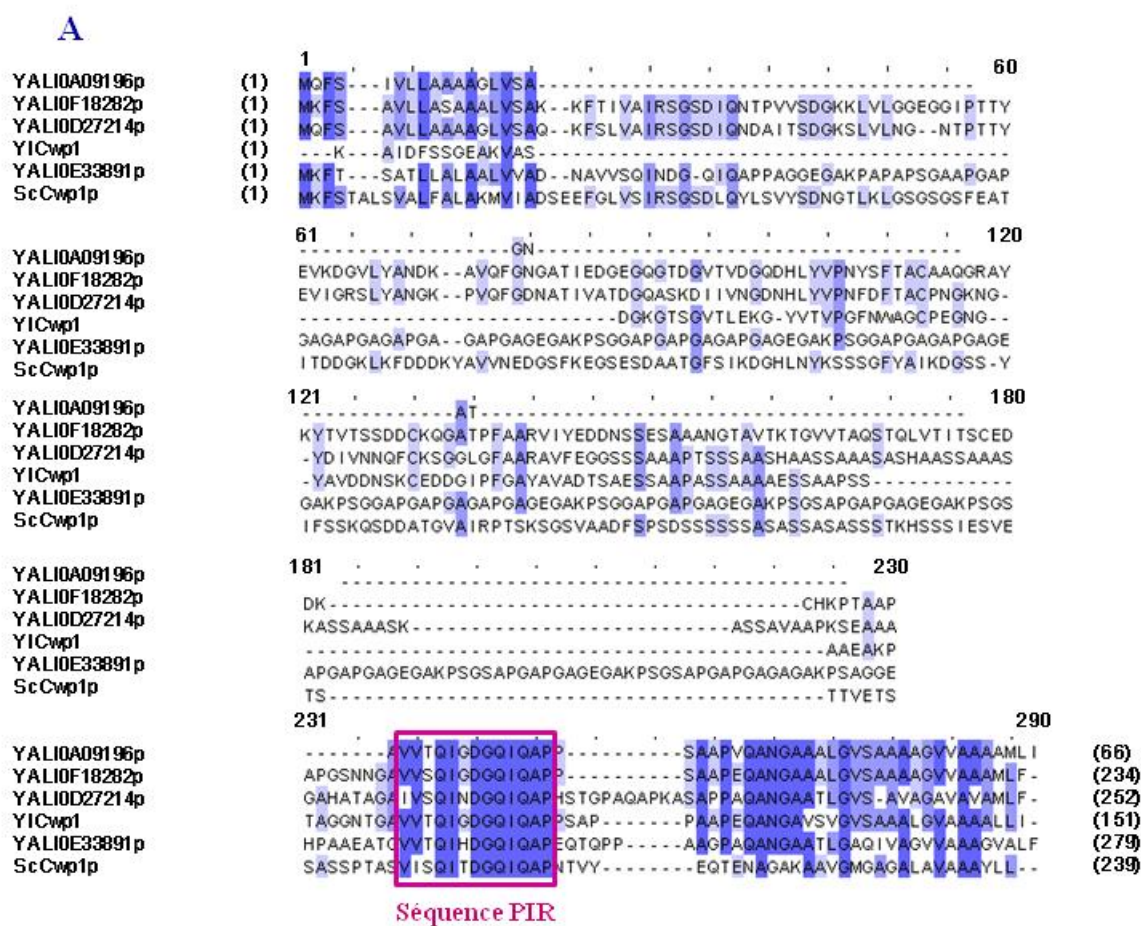 A
1 60
YALI0A09196p (1) MQFS---IVLLAAAAGLVSA----------------------------------------
YALI0F18282p (1) MKFS---AVLLASAAALVSAK--KFTIVAIRSGSDIQNTPVVSDGKKLVLGGEGGIPTTY
YALI0D27214p (1) MQFS---AVLLAAAAGLVSAQ--KFSLVAIRSGSDIQNDAITSDGKSLVLNG--NTPTTY
YlCwp1 (1) ---K---AIDFSSGEAKVAS----------------------------------------
YALI0E33891p (1) MKFT---SATLLALAALVVAD--NAVVSQINDG-QIQAPPAGGEGAKPAPAPSGAAPGAP
ScCwp1p (1) MKFSTALSVALFALAKMVIADSEEFGLVSIRSGSDLQYLSVYSDNGTLKLGSGSGSFEAT
61 120
YALI0A09196p ------------------GN----------------------------------------
YALI0F18282p EVKDGVLYANDK--AVQFGNGATIEDGEGQGTDGVTVDGQDHLYVPNYSFTACAAQGRAY
YALI0D27214p EVIGRSLYANGK--PVQFGDNATIVATDGQASKDIIVNGDNHLYVPNFDFTACPNGKNG-
YlCwp1 ---------------------------DGKGTSGVTLEKG-YVTVPGFNWAGCPEGNG--
YALI0E33891p GAGAPGAGAPGA--GAPGAGEGAKPSGGAPGAPGAGAPGAGEGAKPSGGAPGAGAPGAGE
ScCwp1p ITDDGKLKFDDDKYAVVNEDGSFKEGSESDAATGFSIKDGHLNYKSSSGFYAIKDGSS-Y
121 180
YALI0A09196p -------------AT---------------------------------------------
YALI0F18282p KYTVTSSDDCKQGATPFAARVIYEDDNSSESAAANGTAVTKTGVVTAQSTQLVTITSCED
YALI0D27214p -YDIVNNQFCKSGGLGFAARAVFEGGSSSSAAAPTSSSAASHAASSAAASASHAASSAAAS
YlCwp1 -YAVDDNSKCEDDGIPFGAYAVADTSAESSAAPASSAAAAESSAAPSS------------
YALI0E33891p GAKPSGGAPGAPGAGAPGAGEGAKPSGGAPGAPGAGEGAKPSGSAPGAPGAGEGAKPSGS
ScCwp1p IFSSKQSDDATGVAIRPTSKSGSVAADFSPSDSSSSSSASASSASASSSTKHSSSIESVE
181 230
YALI0A09196p --------------------------------------------------
YALI0F18282p DK----------------------------------------CHKPTAAP
YALI0D27214p KASSAAASK---------------------------ASSAVAAPKSEAAA
YlCwp1 --------------------------------------------AAEAKP
YALI0E33891p APGAPGAGEGAKPSGSAPGAPGAGEGAKPSGSAPGAPGAGAGAKPSAGGE
ScCwp1p TS------------------------------------------TTVETS
231 290
YALI0A09196p -------AVVTQIGDGQIQAPP----------SAAPVQANGAAALGVSAAAAGVVAAAAMLI (66)
YALI0F18282p APGSNNGAVVSQIGDGQIQAPP----------SAAPEQANGAAALGVSAAAAGVVAAAMLF- (234)
YALI0D27214p GAHATAGAIVSQINDGQIQAPHSTGPAQAPKASAPPAQANGAATLGVS-AVAGAVAVAMLF- (252)
YlCwp1 TAGGNTGAVVTQIGDGQIQAPPSAP-------PAAPEQANGAVSVGVSAAALGVAAAALLI- (151)
YALI0E33891p HPAAEATCVVTQIHDGQIQAPEQTQPP-----AAGPAQANGAATLGAQIVAGVVAAAGVALF (279)
ScCwp1p SASSPTASVISQITDGQIQAPNTVY-------EQTENAGAKAAVGMGAGALAVAAAYLL-- (239)
Séquence PIR